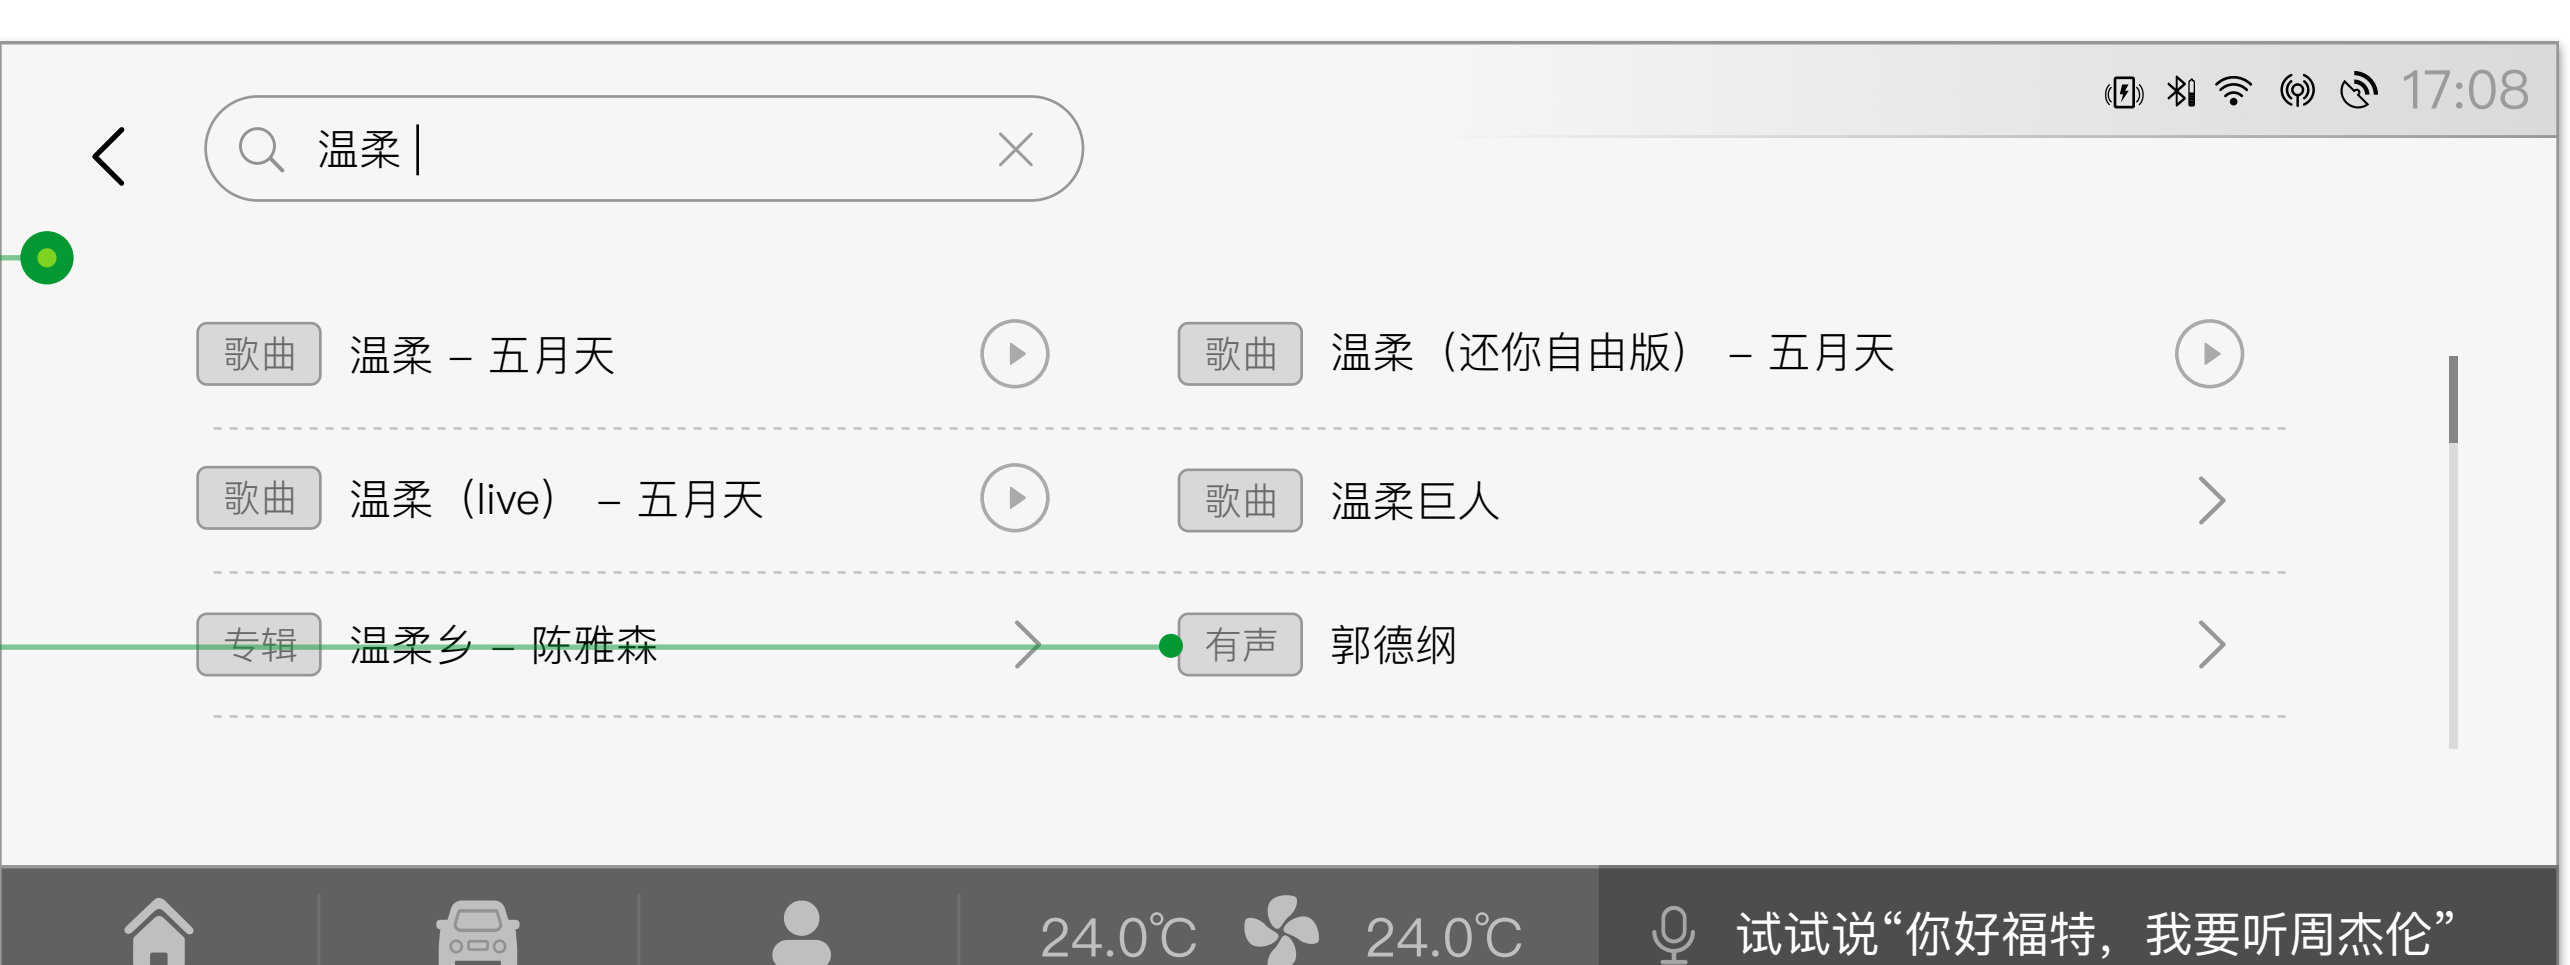 17:08
温柔
歌曲 温柔 – 五月天
歌曲 温柔（还你自由版） – 五月天
歌曲 温柔（live） – 五月天
歌曲 温柔巨人
专辑 温柔乡 – 陈雅森
有声 郭德纲
24.0℃ 24.0℃ 试试说“你好福特，我要听周杰伦”